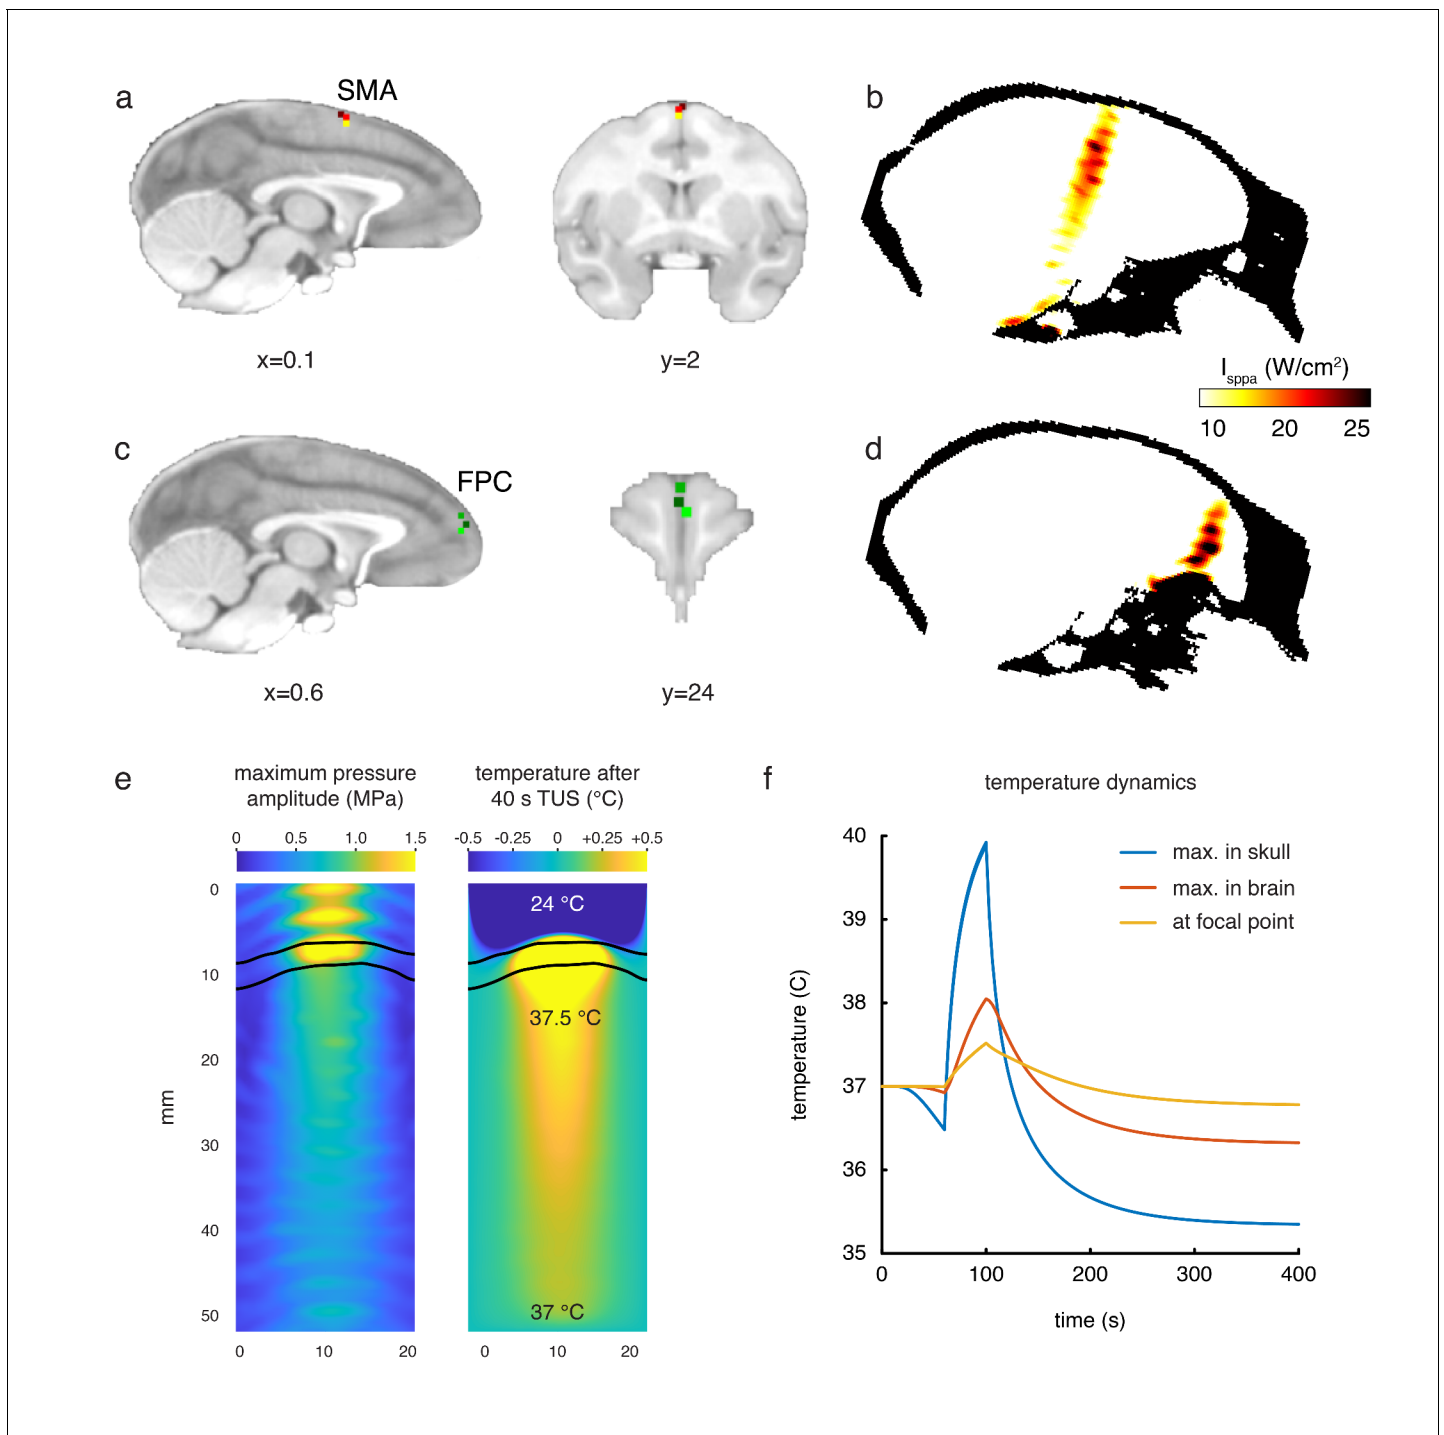 a
SMA
x=0.1
y=2
b
I sppa (W/cm²)
10 20 25
c
FPC
x=0.6
y=24
d
e
maximum pressure
amplitude (MPa)
0 0.5 1.0 1.5
temperature after
40 s TUS (°C)
-0.5 -0.25 0 +0.25 +0.5
24 °C
37.5 °C
37 °C
0
10
20
30
40
50
mm
0 10 20
0 10 20
f
temperature dynamics
max. in skull
max. in brain
at focal point
40
39
38
37
36
35
temperature (C)
0 100 200 300 400
time (s)